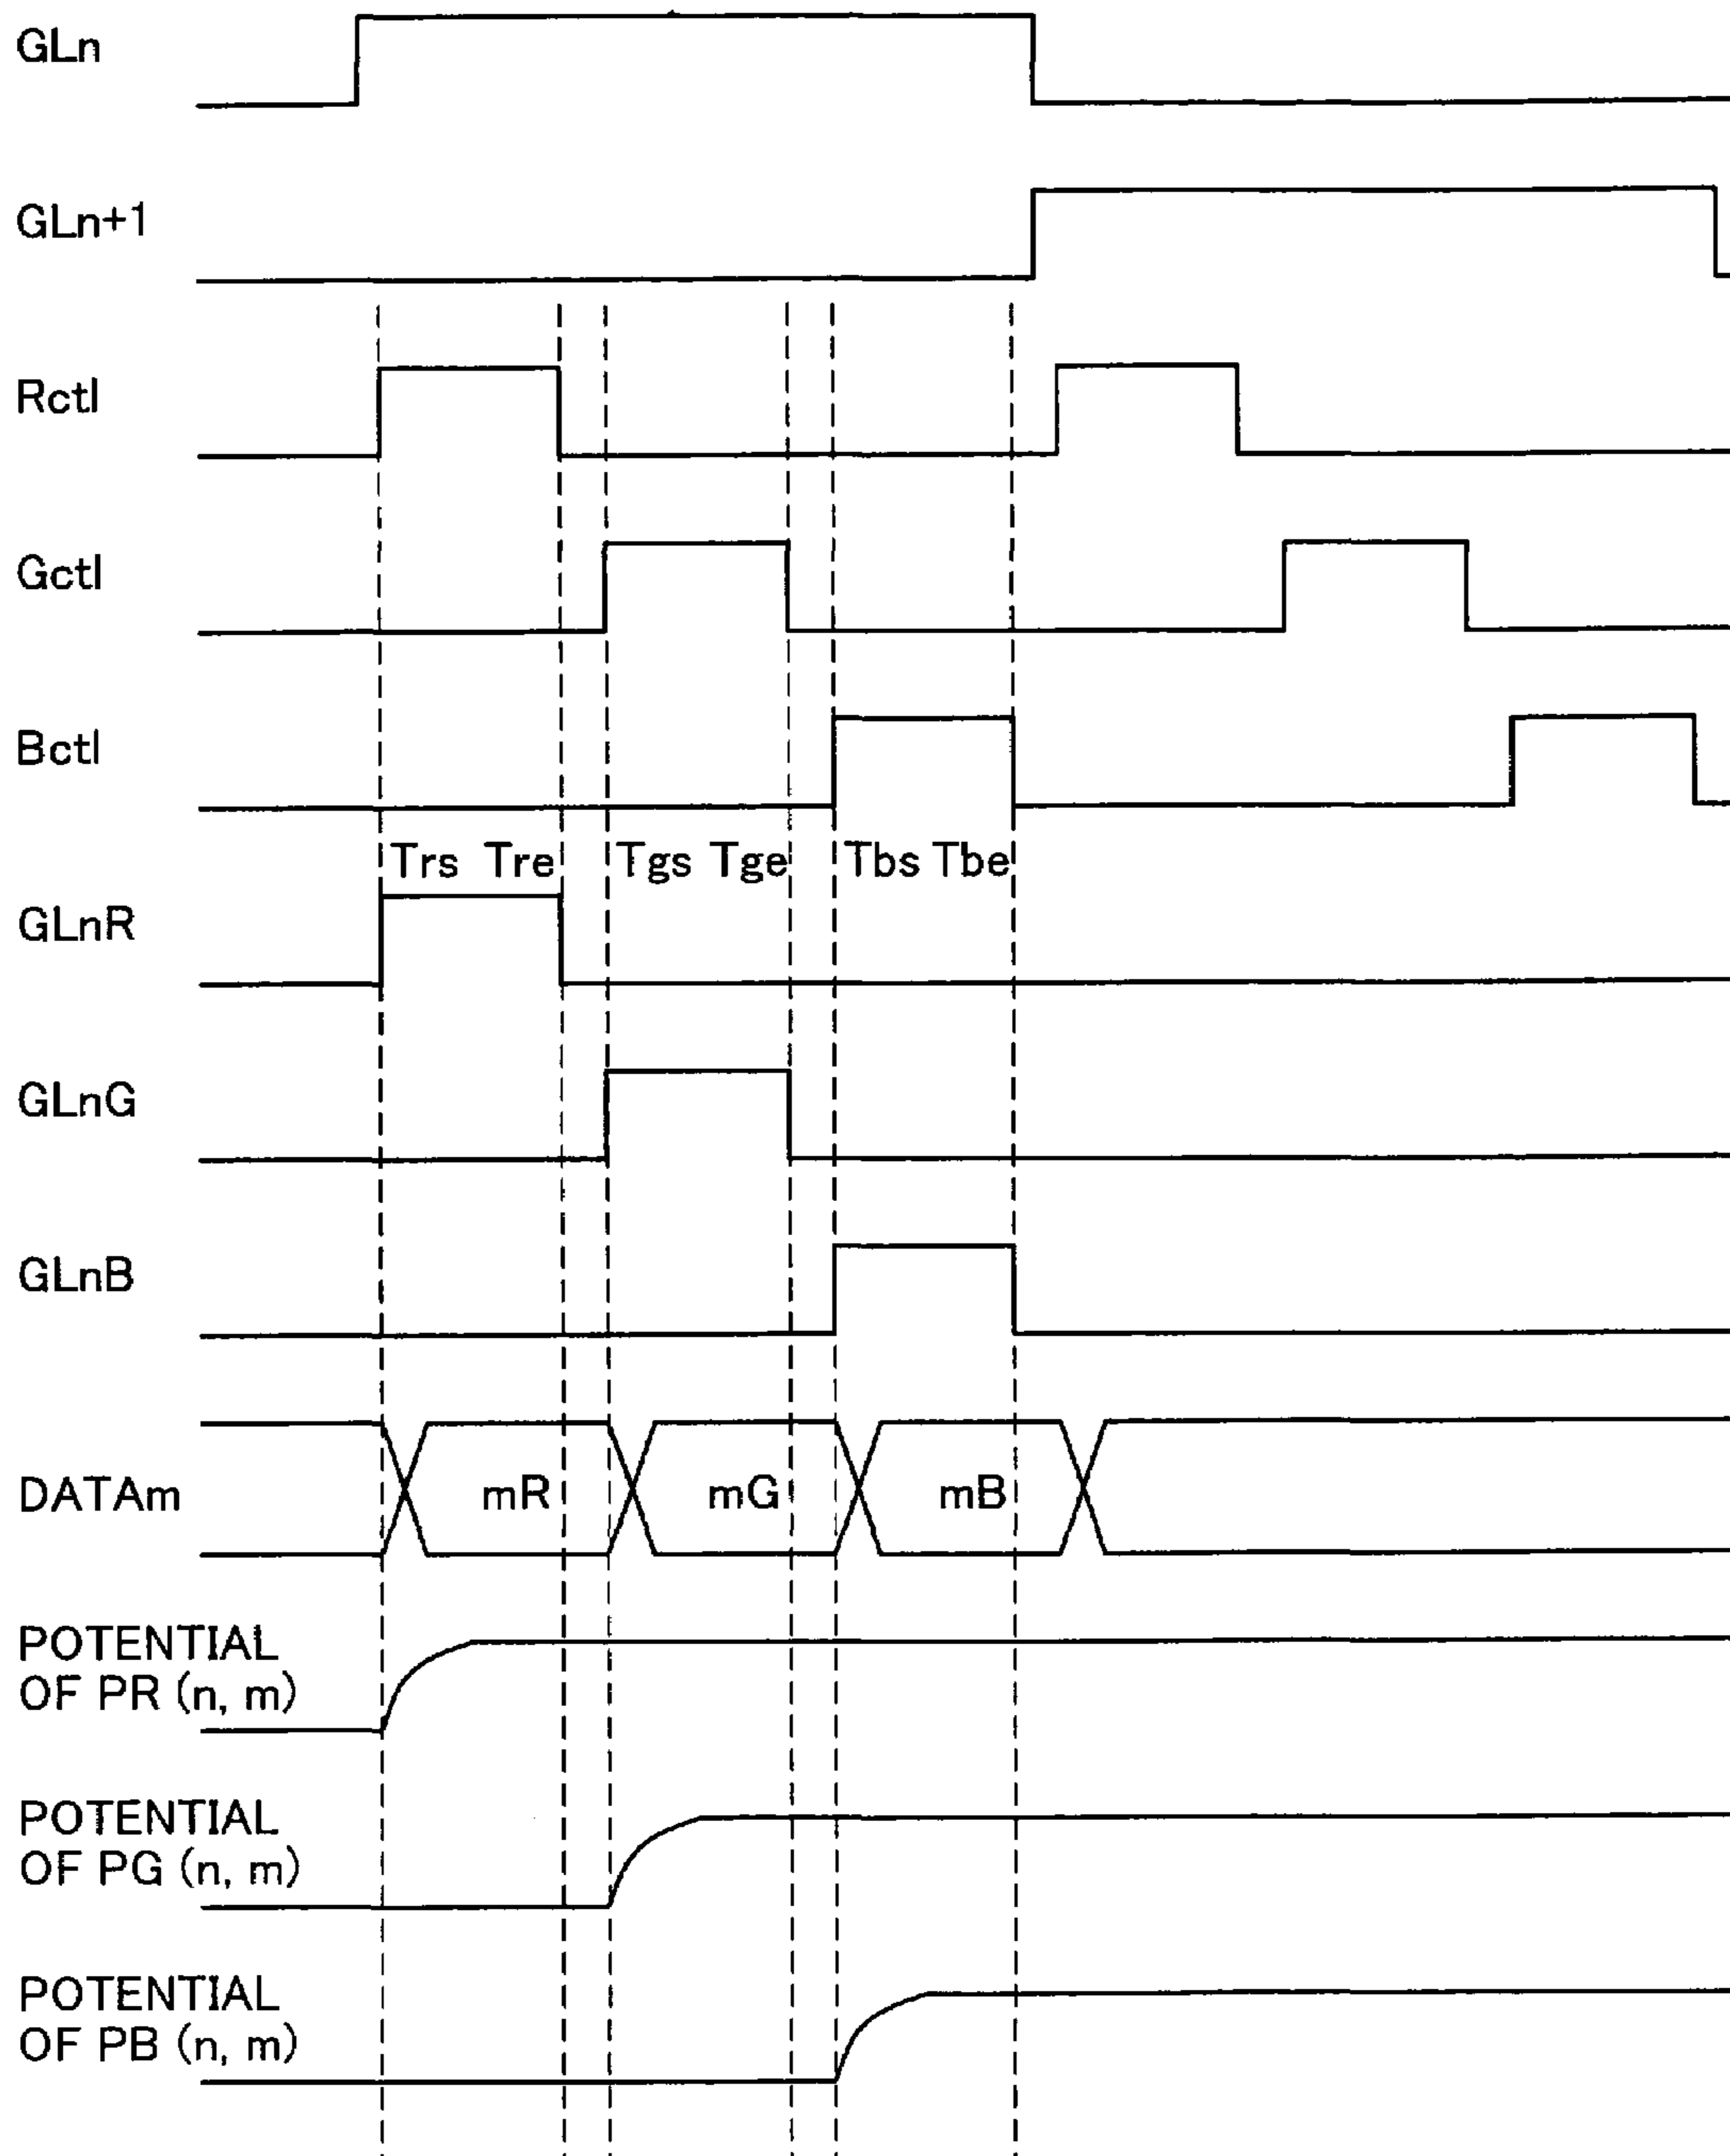 GLn
GLn+1
Rctl
Gctl
Bctl
Trs Tre Tgs Tge Tbs Tbe
GLnR
GLnG
GLnB
DATAm mR mG mB
POTENTIAL
OF PR (n, m)
POTENTIAL
OF PG (n, m)
POTENTIAL
OF PB (n, m)